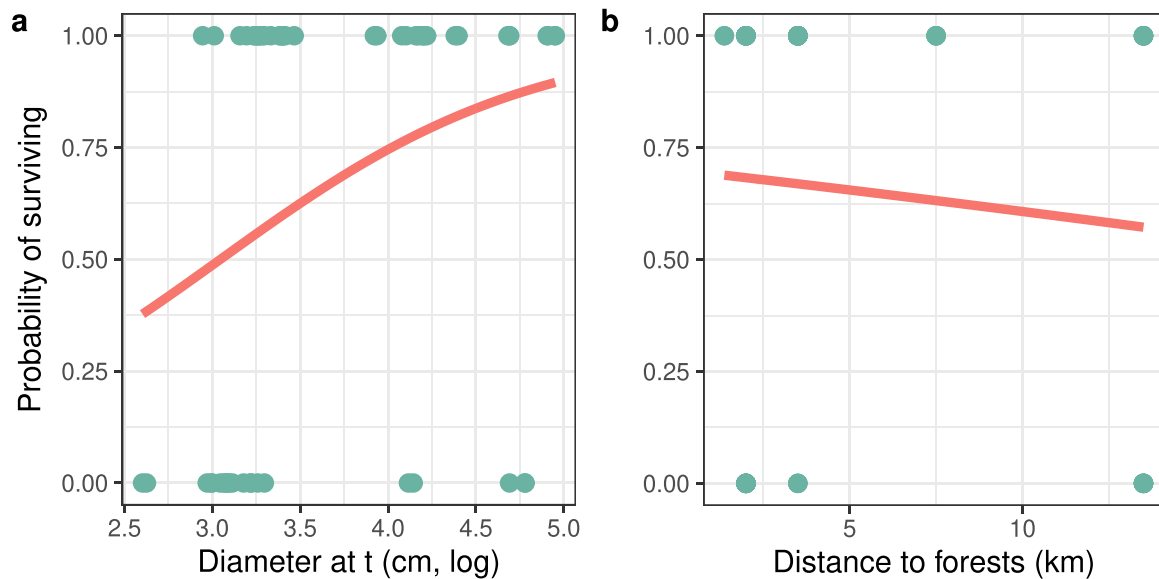 a
Probability of surviving
1.00
0.75
0.50
0.25
0.00
2.5 3.0 3.5 4.0 4.5 5.0
Diameter at t (cm, log)
b
1.00
0.75
0.50
0.25
0.00
5 10
Distance to forests (km)